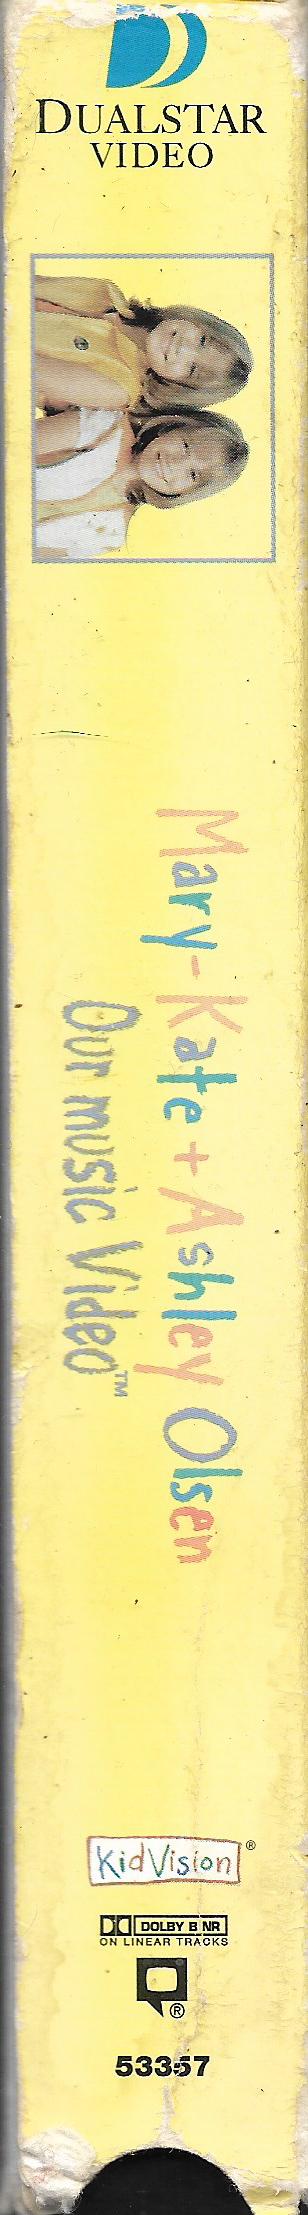 DUALSTAR
VIDEO
Mary-Kate + Ashley Olsen
Our music Video™
KidVision®
DOLBY B NR
ON LINEAR TRACKS
®
53357